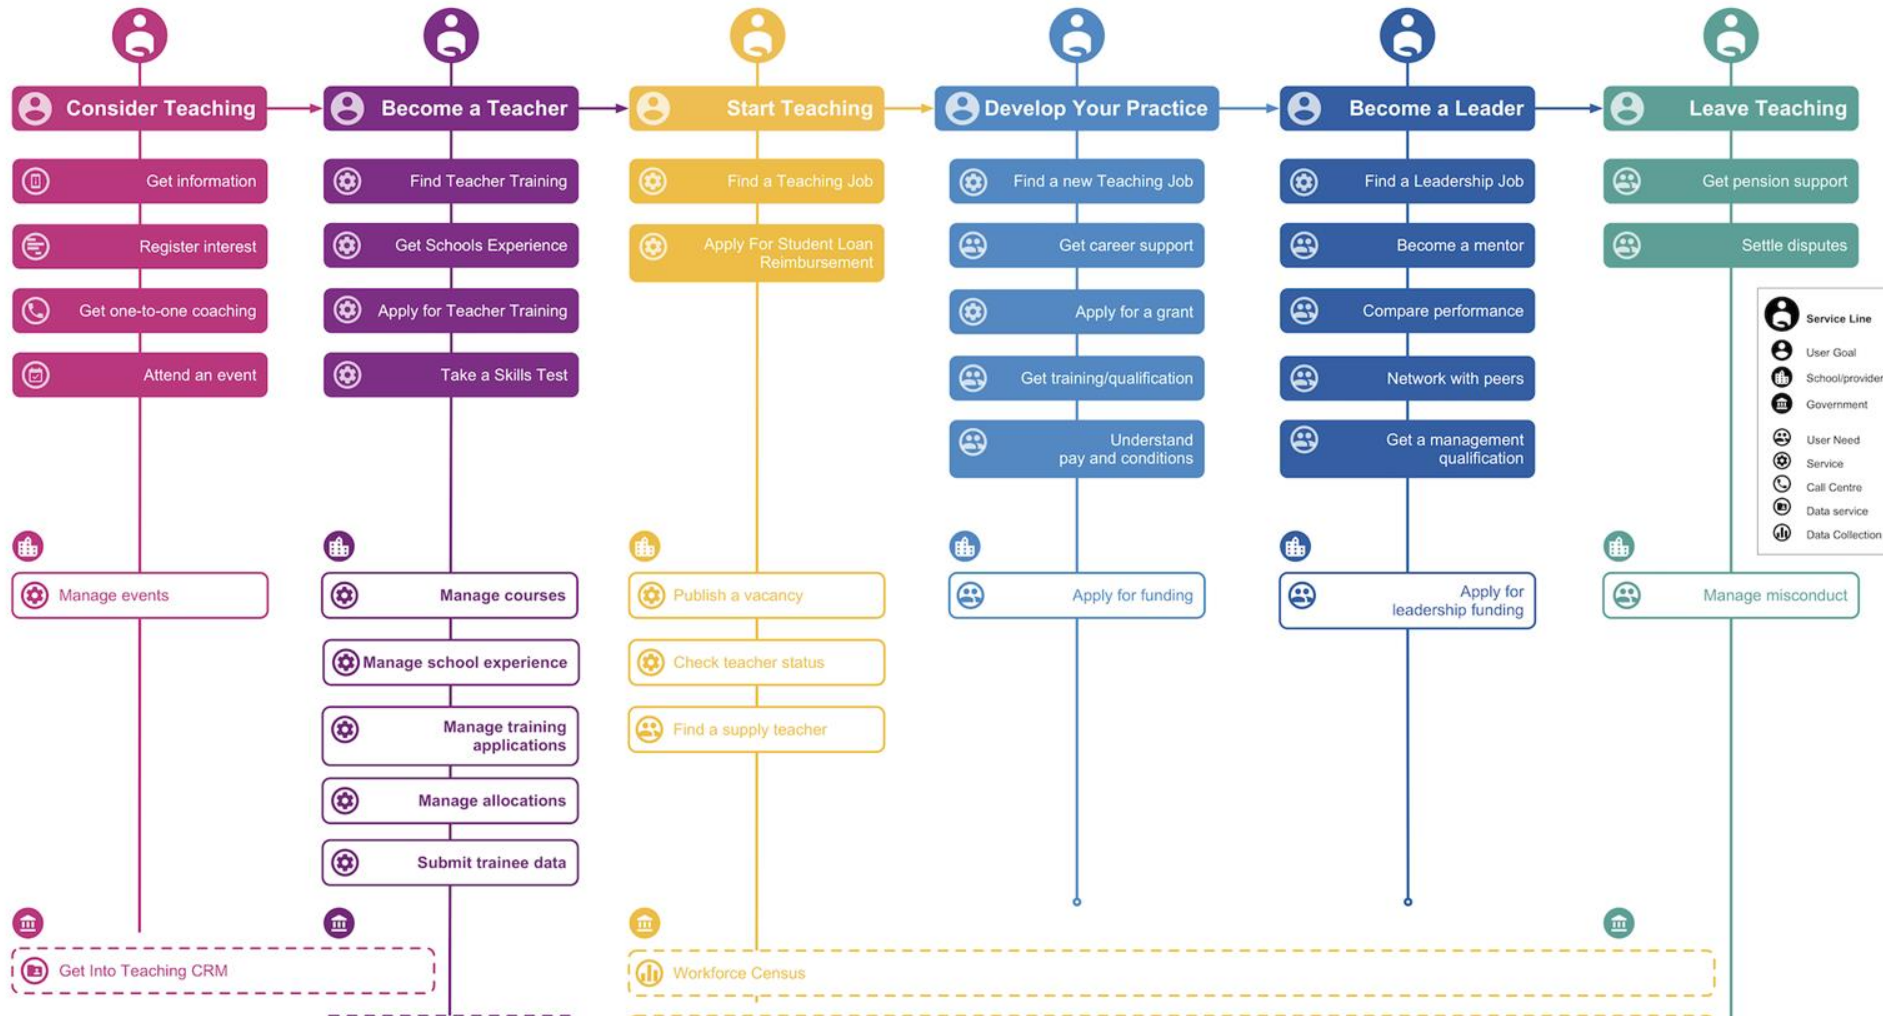 Consider Teaching
Become a Teacher
Start Teaching
Develop Your Practice
Become a Leader
Leave Teaching
Get information
Register interest
Get one-to-one coaching
Attend an event
Find Teacher Training
Get Schools Experience
Apply for Teacher Training
Take a Skills Test
Find a Teaching Job
Apply For Student Loan
Reimbursement
Find a new Teaching Job
Get career support
Apply for a grant
Get training/qualification
Understand
pay and conditions
Find a Leadership Job
Become a mentor
Compare performance
Network with peers
Get a management
qualification
Get pension support
Settle disputes
Service Line
User Goal
School/provider
Government
User Need
Service
Call Centre
Data service
Data Collection
Manage events
Manage courses
Manage school experience
Manage training
applications
Manage allocations
Submit trainee data
Publish a vacancy
Check teacher status
Find a supply teacher
Apply for funding
Apply for
leadership funding
Manage misconduct
Get Into Teaching CRM
Workforce Census